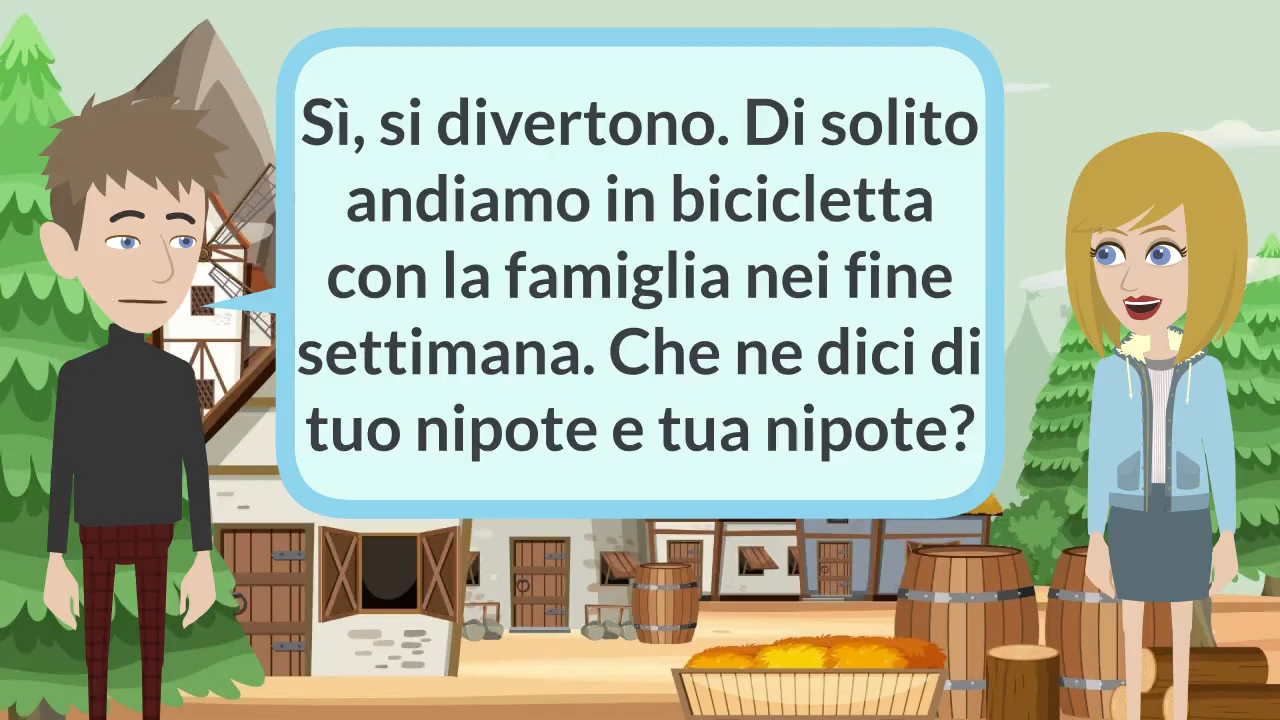 Sì, si divertono. Di solito
andiamo in bicicletta
con la famiglia nei fine
settimana. Che ne dici di
tuo nipote e tua nipote?